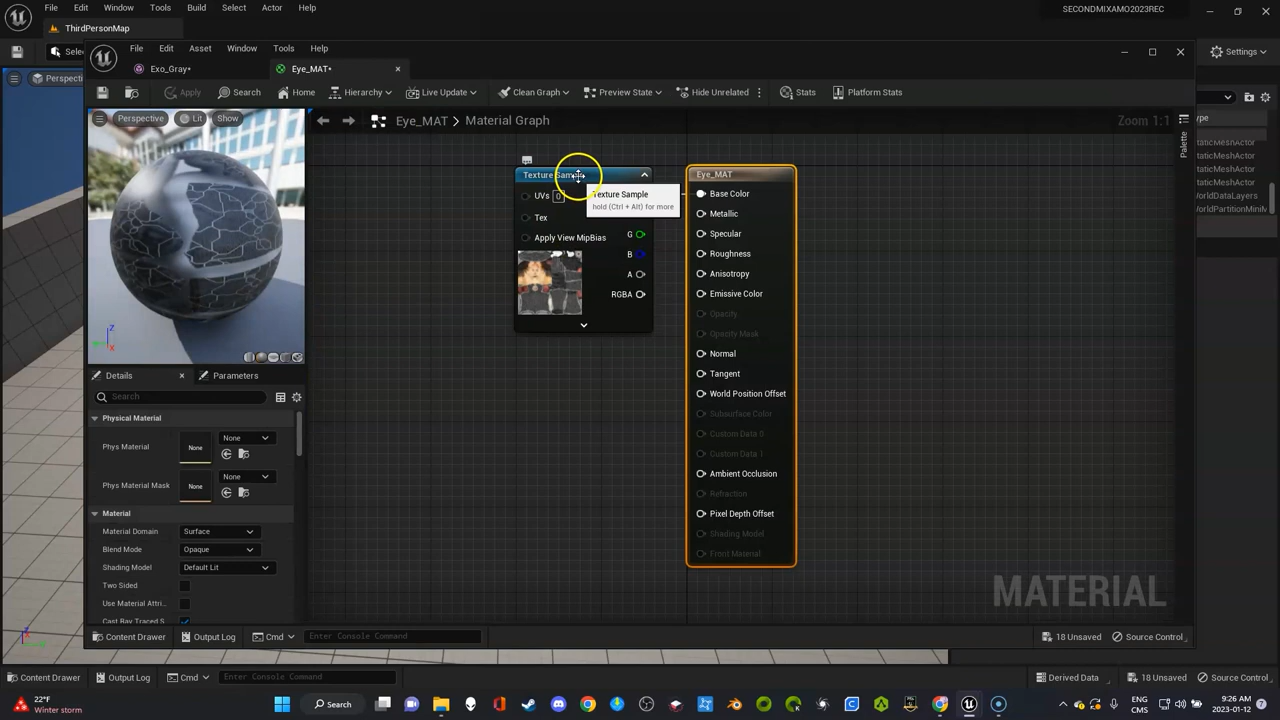 File Edit Window Tools Build Select Actor Help
SECONDMIXAMO2023REC
ThirdPersonMap
Settings
File Edit Asset Window Tools Help
Exo_Gray*
Eye_MAT*
Apply Search Home Hierarchy Live Update Clean Graph Preview State Hide Unrelated Stats Platform Stats
Perspective Lit Show
Eye_MAT > Material Graph
Zoom 1:1
Palette
Texture Sample
UVs 0
Tex
Apply View MipBias
G
B
A
RGBA
Texture Sample
hold (Ctrl + Alt) for more
Eye_MAT
Base Color
Metallic
Specular
Roughness
Anisotropy
Emissive Color
Opacity
Opacity Mask
Normal
Tangent
World Position Offset
Subsurface Color
Custom Data 0
Custom Data 1
Ambient Occlusion
Refraction
Pixel Depth Offset
Shading Model
Front Material
MATERIAL
Details
Parameters
Search
Physical Material
Phys Material None None
Phys Material Mask None None
Material
Material Domain Surface
Blend Mode Opaque
Shading Model Default Lit
Two Sided
Use Material Attri...
Cast Ray Traced S
Content Drawer Output Log Cmd Enter Console Command
18 Unsaved Source Control
Content Drawer Output Log Cmd Enter Console Command
Derived Data 18 Unsaved Source Control
22°F
Winter storm
Search
ENG
CMS
9:26 AM
2023-01-12